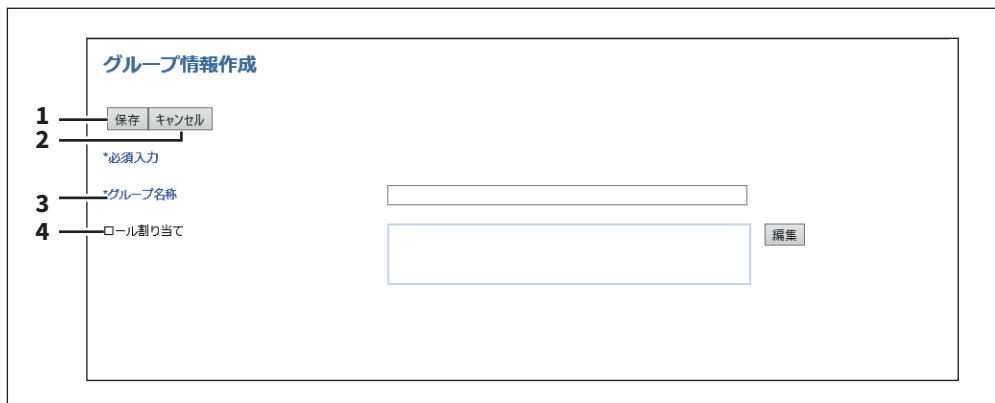 グループ情報作成
1 保存 キャンセル
2
*必須入力
3 *グループ名称
4 ロール割り当て 編集